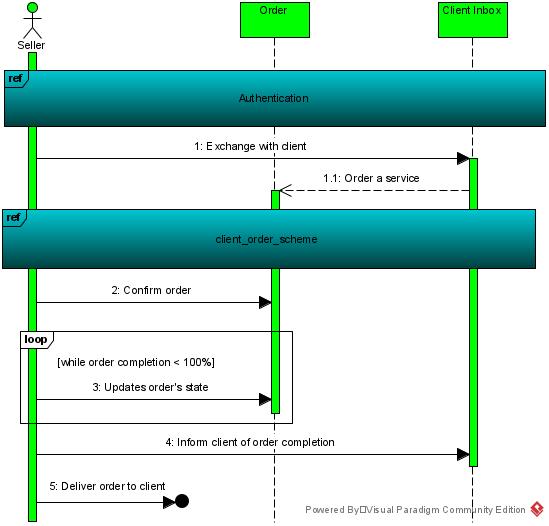 Order
Client Inbox
Seller
ref
Authentication
1: Exchange with client
1.1: Order a service
ref
client_order_scheme
2: Confirm order
loop
[while order completion < 100%]
3: Updates order's state
4: Inform client of order completion
5: Deliver order to client
Powered By□Visual Paradigm Community Edition